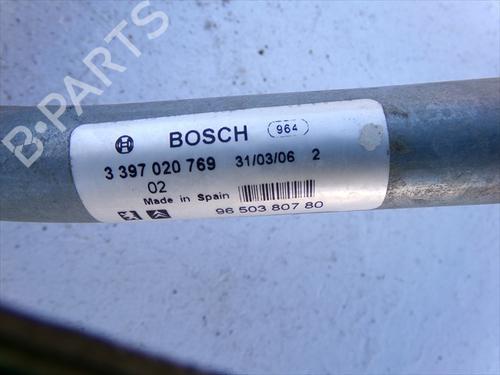 B-PARTS
BOSCH 964
3 397 020 769 31/03/06 2
02
Made in Spain
96 503 807 80